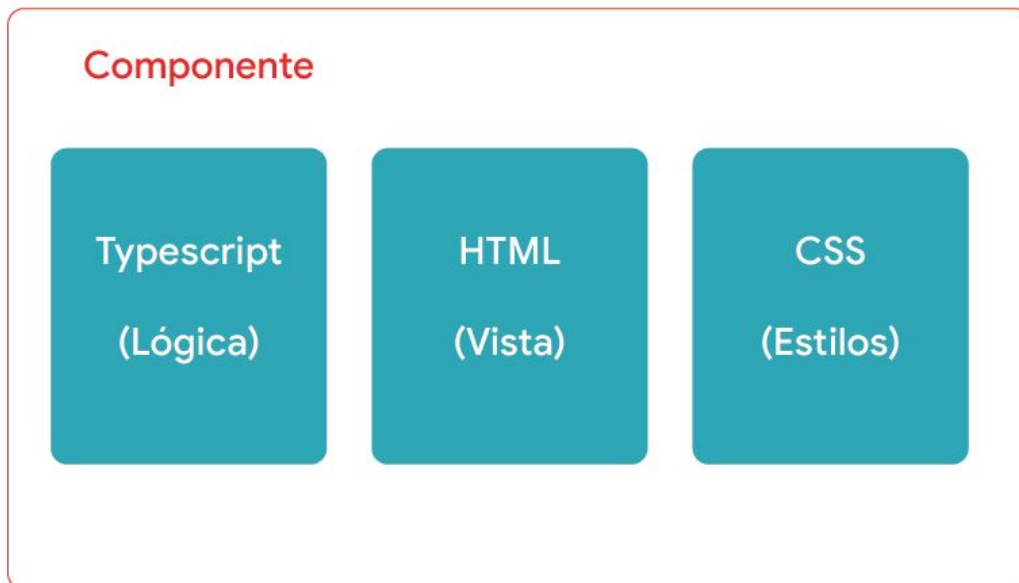 Componente
Typescript
(Lógica)
HTML
(Vista)
CSS
(Estilos)